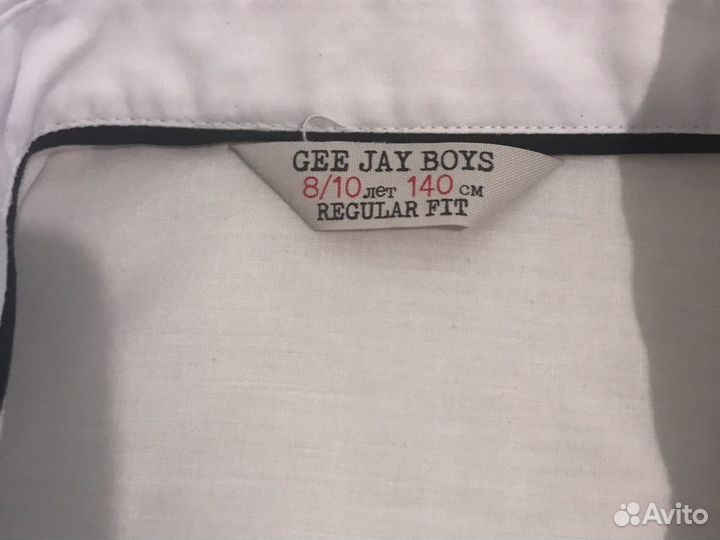 GEE JAY BOYS
8/10 лет 140 см
REGULAR FIT
Avito